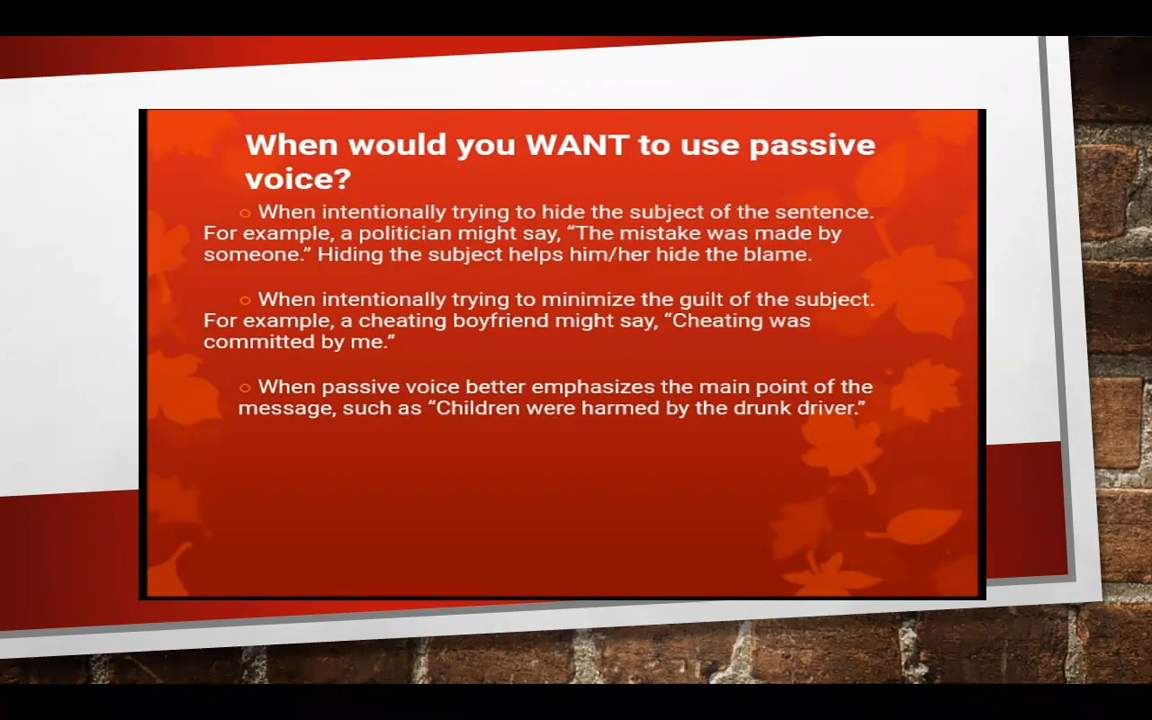 When would you WANT to use passive
voice?
○ When intentionally trying to hide the subject of the sentence.
For example, a politician might say, “The mistake was made by
someone.” Hiding the subject helps him/her hide the blame.
○ When intentionally trying to minimize the guilt of the subject.
For example, a cheating boyfriend might say, “Cheating was
committed by me.”
○ When passive voice better emphasizes the main point of the
message, such as “Children were harmed by the drunk driver.”